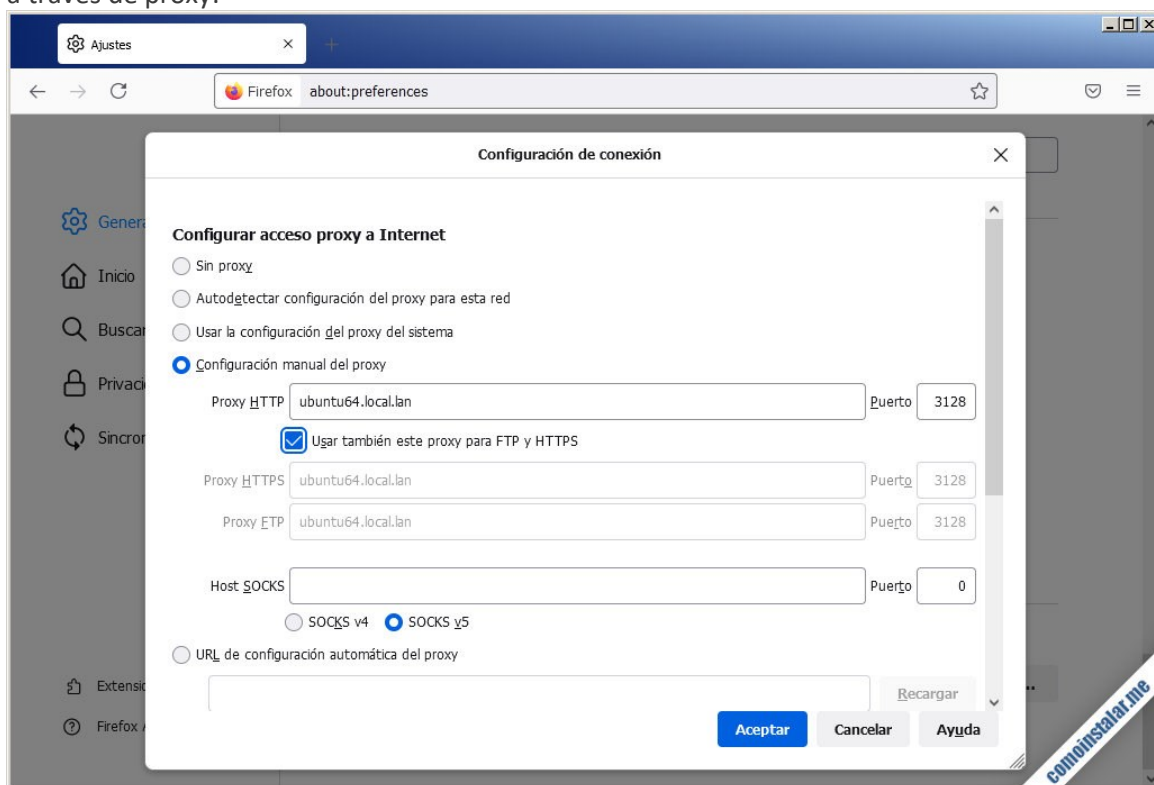 a través de proxy:
Ajustes
Firefox about:preferences
Configuración de conexión
Configurar acceso proxy a Internet
General
Sin proxy
Inicio
Autodetectar configuración del proxy para esta red
Buscar
Usar la configuración del proxy del sistema
Configuración manual del proxy
Privaci
Proxy HTTP ubuntu64.local.lan Puerto 3128
Sincron
Usar también este proxy para FTP y HTTPS
Proxy HTTPS ubuntu64.local.lan Puerto 3128
Proxy FTP ubuntu64.local.lan Puerto 3128
Host SOCKS Puerto 0
SOCKS v4 SOCKS v5
URL de configuración automática del proxy
Extensio
Recargar
..
Firefox A
Aceptar Cancelar Ayuda
comoinstalar.me